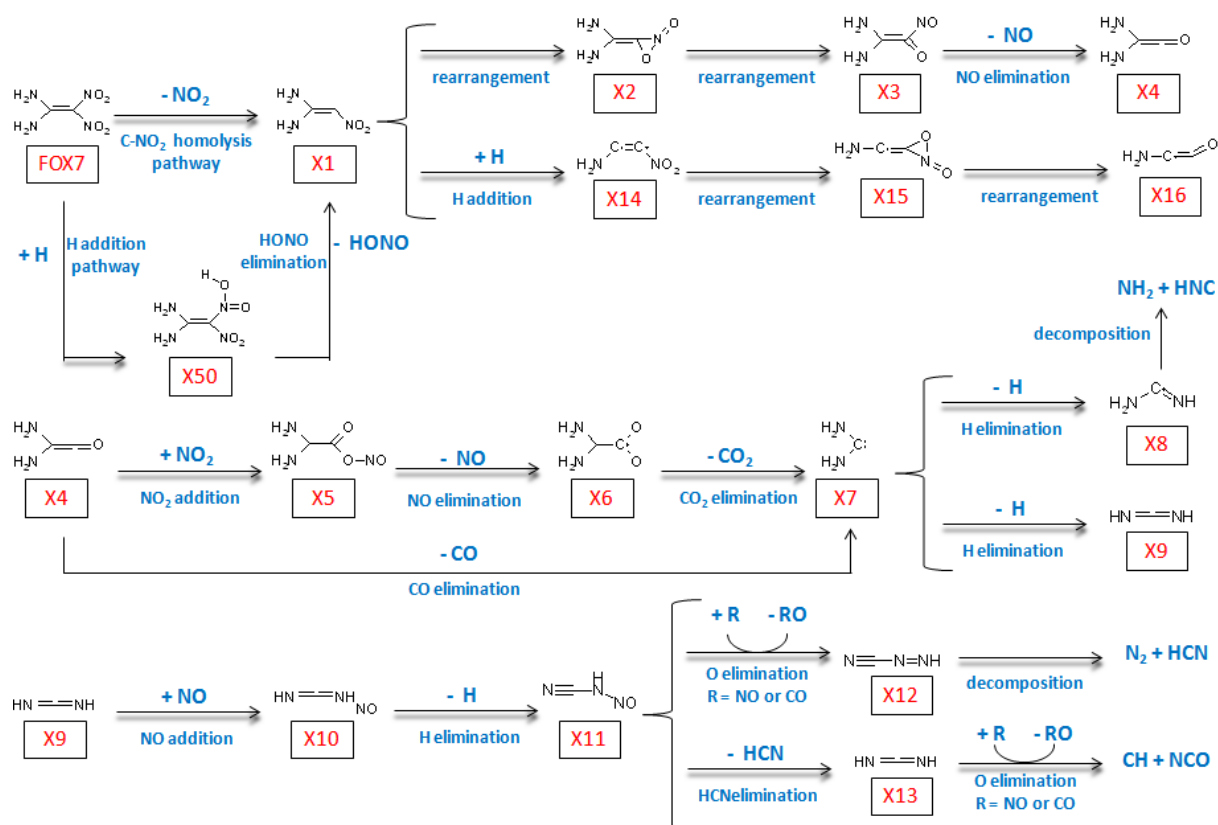 H₂N NO₂
H₂N NO₂
FOX7
- NO₂
C-NO₂ homolysis
pathway
H₂N
H₂N NO₂
X1
rearrangement
H₂N N=O
H₂N O
X2
rearrangement
H₂N NO
H₂N O
X3
- NO
NO elimination
H₂N
H₂N O
X4
+ H
H addition
H₂N C C NO₂
X14
rearrangement
H₂N-C O N O
X15
rearrangement
H₂N-C O
X16
+ H
H addition
pathway
H O
H₂N N=O
H₂N NO₂
X50
HONO
elimination
- HONO
NH₂ + HNC
decomposition
H₂N
H₂N O
X4
+ NO₂
NO₂ addition
H₂N O
H₂N O-NO
X5
- NO
NO elimination
H₂N C O
H₂N O
X6
- CO₂
CO₂ elimination
H₂N
C:
H₂N
X7
- H
H elimination
H₂N C NH
X8
- H
H elimination
HN NH
X9
- CO
CO elimination
HN NH
X9
+ NO
NO addition
HN NH
NO
X10
- H
H elimination
N H
N NO
X11
+ R - RO
O elimination
R = NO or CO
N N=NH
X12
decomposition
N₂ + HCN
- HCN
HCNelimination
HN NH
X13
+ R - RO
O elimination
R = NO or CO
CH + NCO